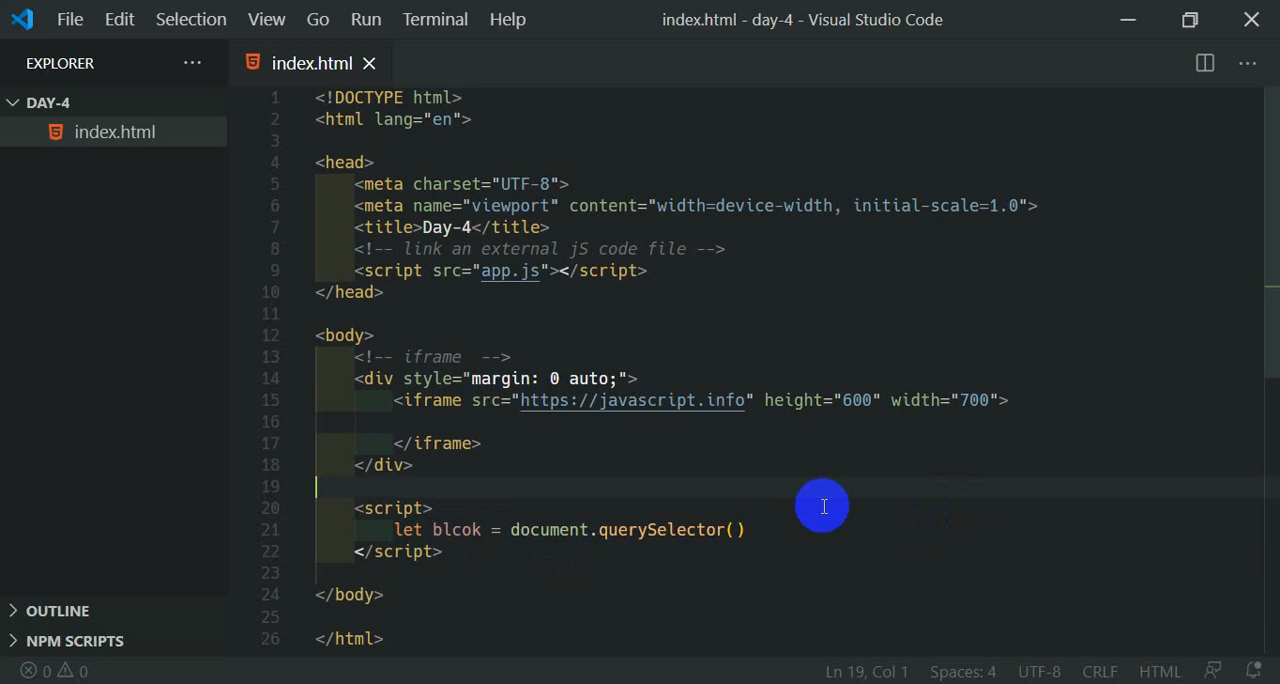 File Edit Selection View Go Run Terminal Help index.html - day-4 - Visual Studio Code
EXPLORER
index.html
DAY-4
index.html
1 <!DOCTYPE html>
2 <html lang="en">
3
4 <head>
5 <meta charset="UTF-8">
6 <meta name="viewport" content="width=device-width, initial-scale=1.0">
7 <title>Day-4</title>
8 <!-- link an external jS code file -->
9 <script src="app.js"></script>
10 </head>
11
12 <body>
13 <!-- iframe  -->
14 <div style="margin: 0 auto;">
15 <iframe src="https://javascript.info" height="600" width="700">
16
17 </iframe>
18 </div>
19
20 <script>
21 let blcok = document.querySelector()
22 </script>
23
24 </body>
25
26 </html>
OUTLINE
NPM SCRIPTS
0 0 Ln 19, Col 1 Spaces: 4 UTF-8 CRLF HTML